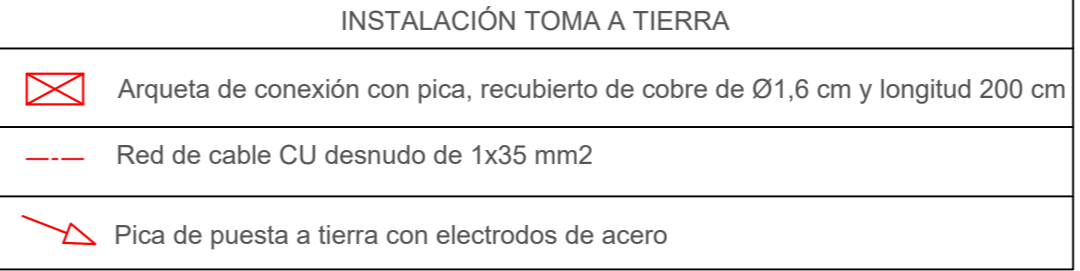 INSTALACIÓN TOMA A TIERRA
Arqueta de conexión con pica, recubierto de cobre de Ø1,6 cm y longitud 200 cm
Red de cable CU desnudo de 1x35 mm2
Pica de puesta a tierra con electrodos de acero